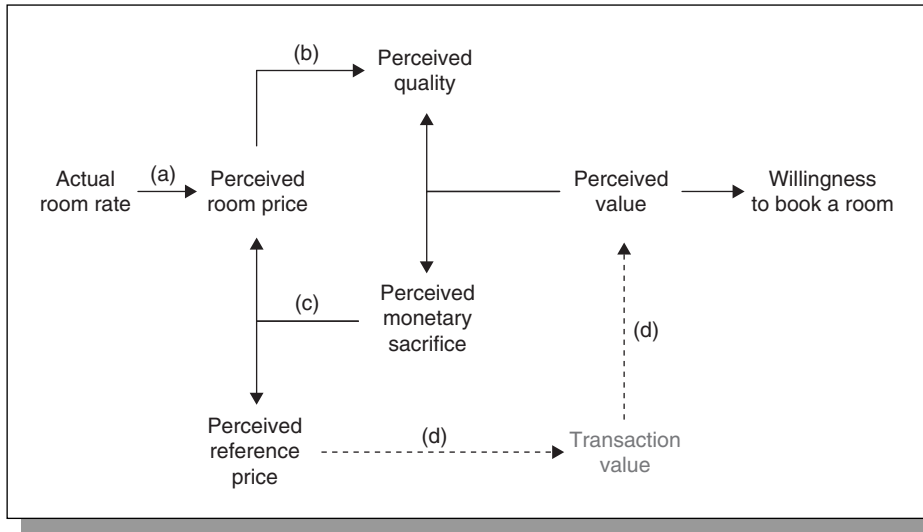 (b)
Perceived
quality
Actual
room rate
(a)
Perceived
room price
Perceived
value
Willingness
to book a room
(c)
Perceived
monetary
sacrifice
(d)
Perceived
reference
price
(d)
Transaction
value